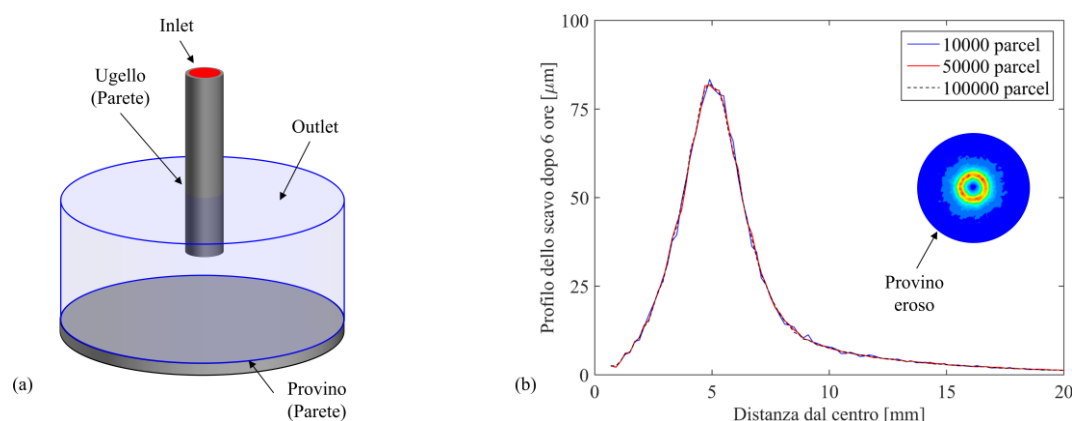 Inlet
Ugello
(Parete)
Outlet
Provino
(Parete)
(a)
100
75
50
25
0
Profilo dello scavo dopo 6 ore [μm]
10000 parcel
50000 parcel
100000 parcel
Provino
eroso
0 5 10 15 20
Distanza dal centro [mm]
(b)